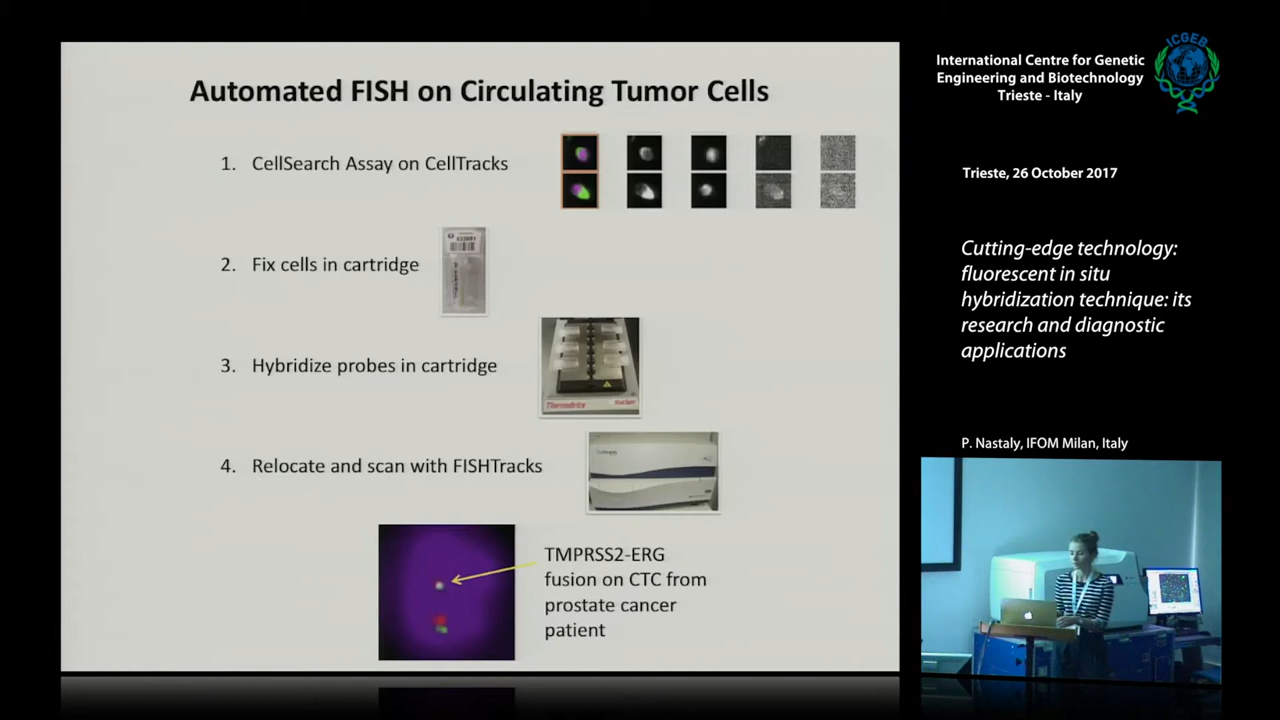 Automated FISH on Circulating Tumor Cells
1. CellSearch Assay on CellTracks
2. Fix cells in cartridge
3. Hybridize probes in cartridge
4. Relocate and scan with FISHTracks
TMPRSS2-ERG
fusion on CTC from
prostate cancer
patient
International Centre for Genetic
Engineering and Biotechnology
Trieste - Italy
ICGEB
Trieste, 26 October 2017
Cutting-edge technology:
fluorescent in situ
hybridization technique: its
research and diagnostic
applications
P. Nastaly, IFOM Milan, Italy